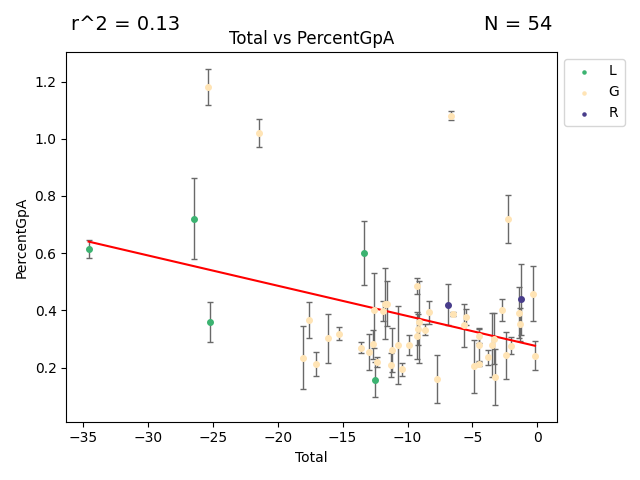 r^2 = 0.13
N = 54
Total vs PercentGpA
L
G
R
PercentGpA
1.2
1.0
0.8
0.6
0.4
0.2
−35
−30
−25
−20
−15
−10
−5
0
Total